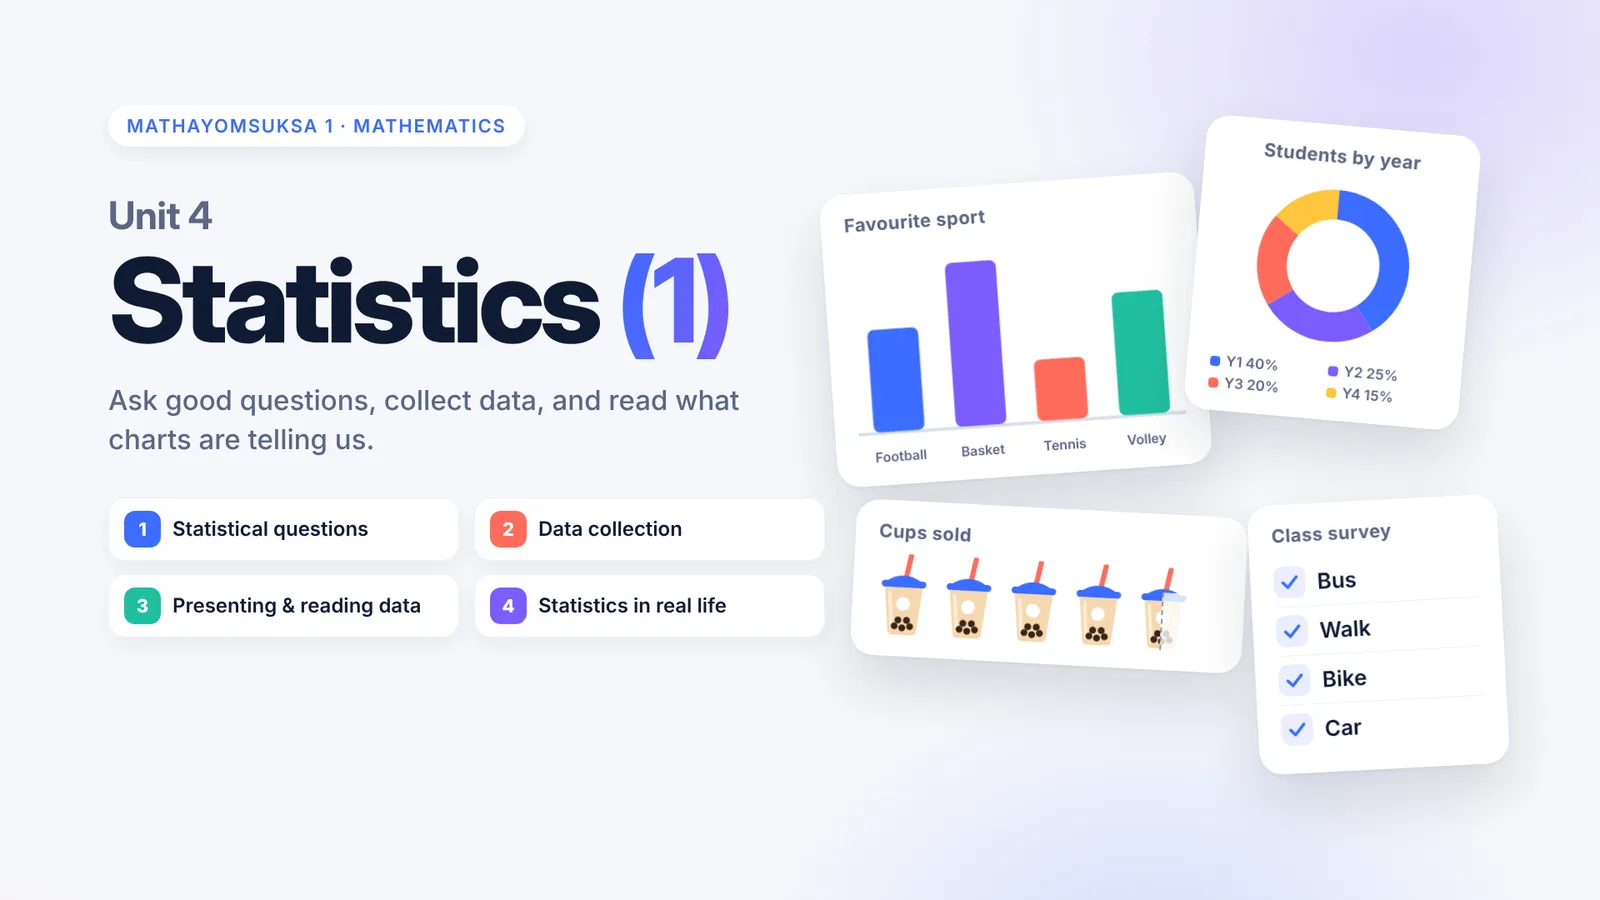 MATHAYOMSUKSA 1 · MATHEMATICS
Unit 4
Statistics (1)
Ask good questions, collect data, and read what
charts are telling us.
1 Statistical questions
2 Data collection
3 Presenting & reading data
4 Statistics in real life
Favourite sport
Football Basket Tennis Volley
Students by year
Y1 40% Y2 25%
Y3 20% Y4 15%
Cups sold
Class survey
Bus
Walk
Bike
Car